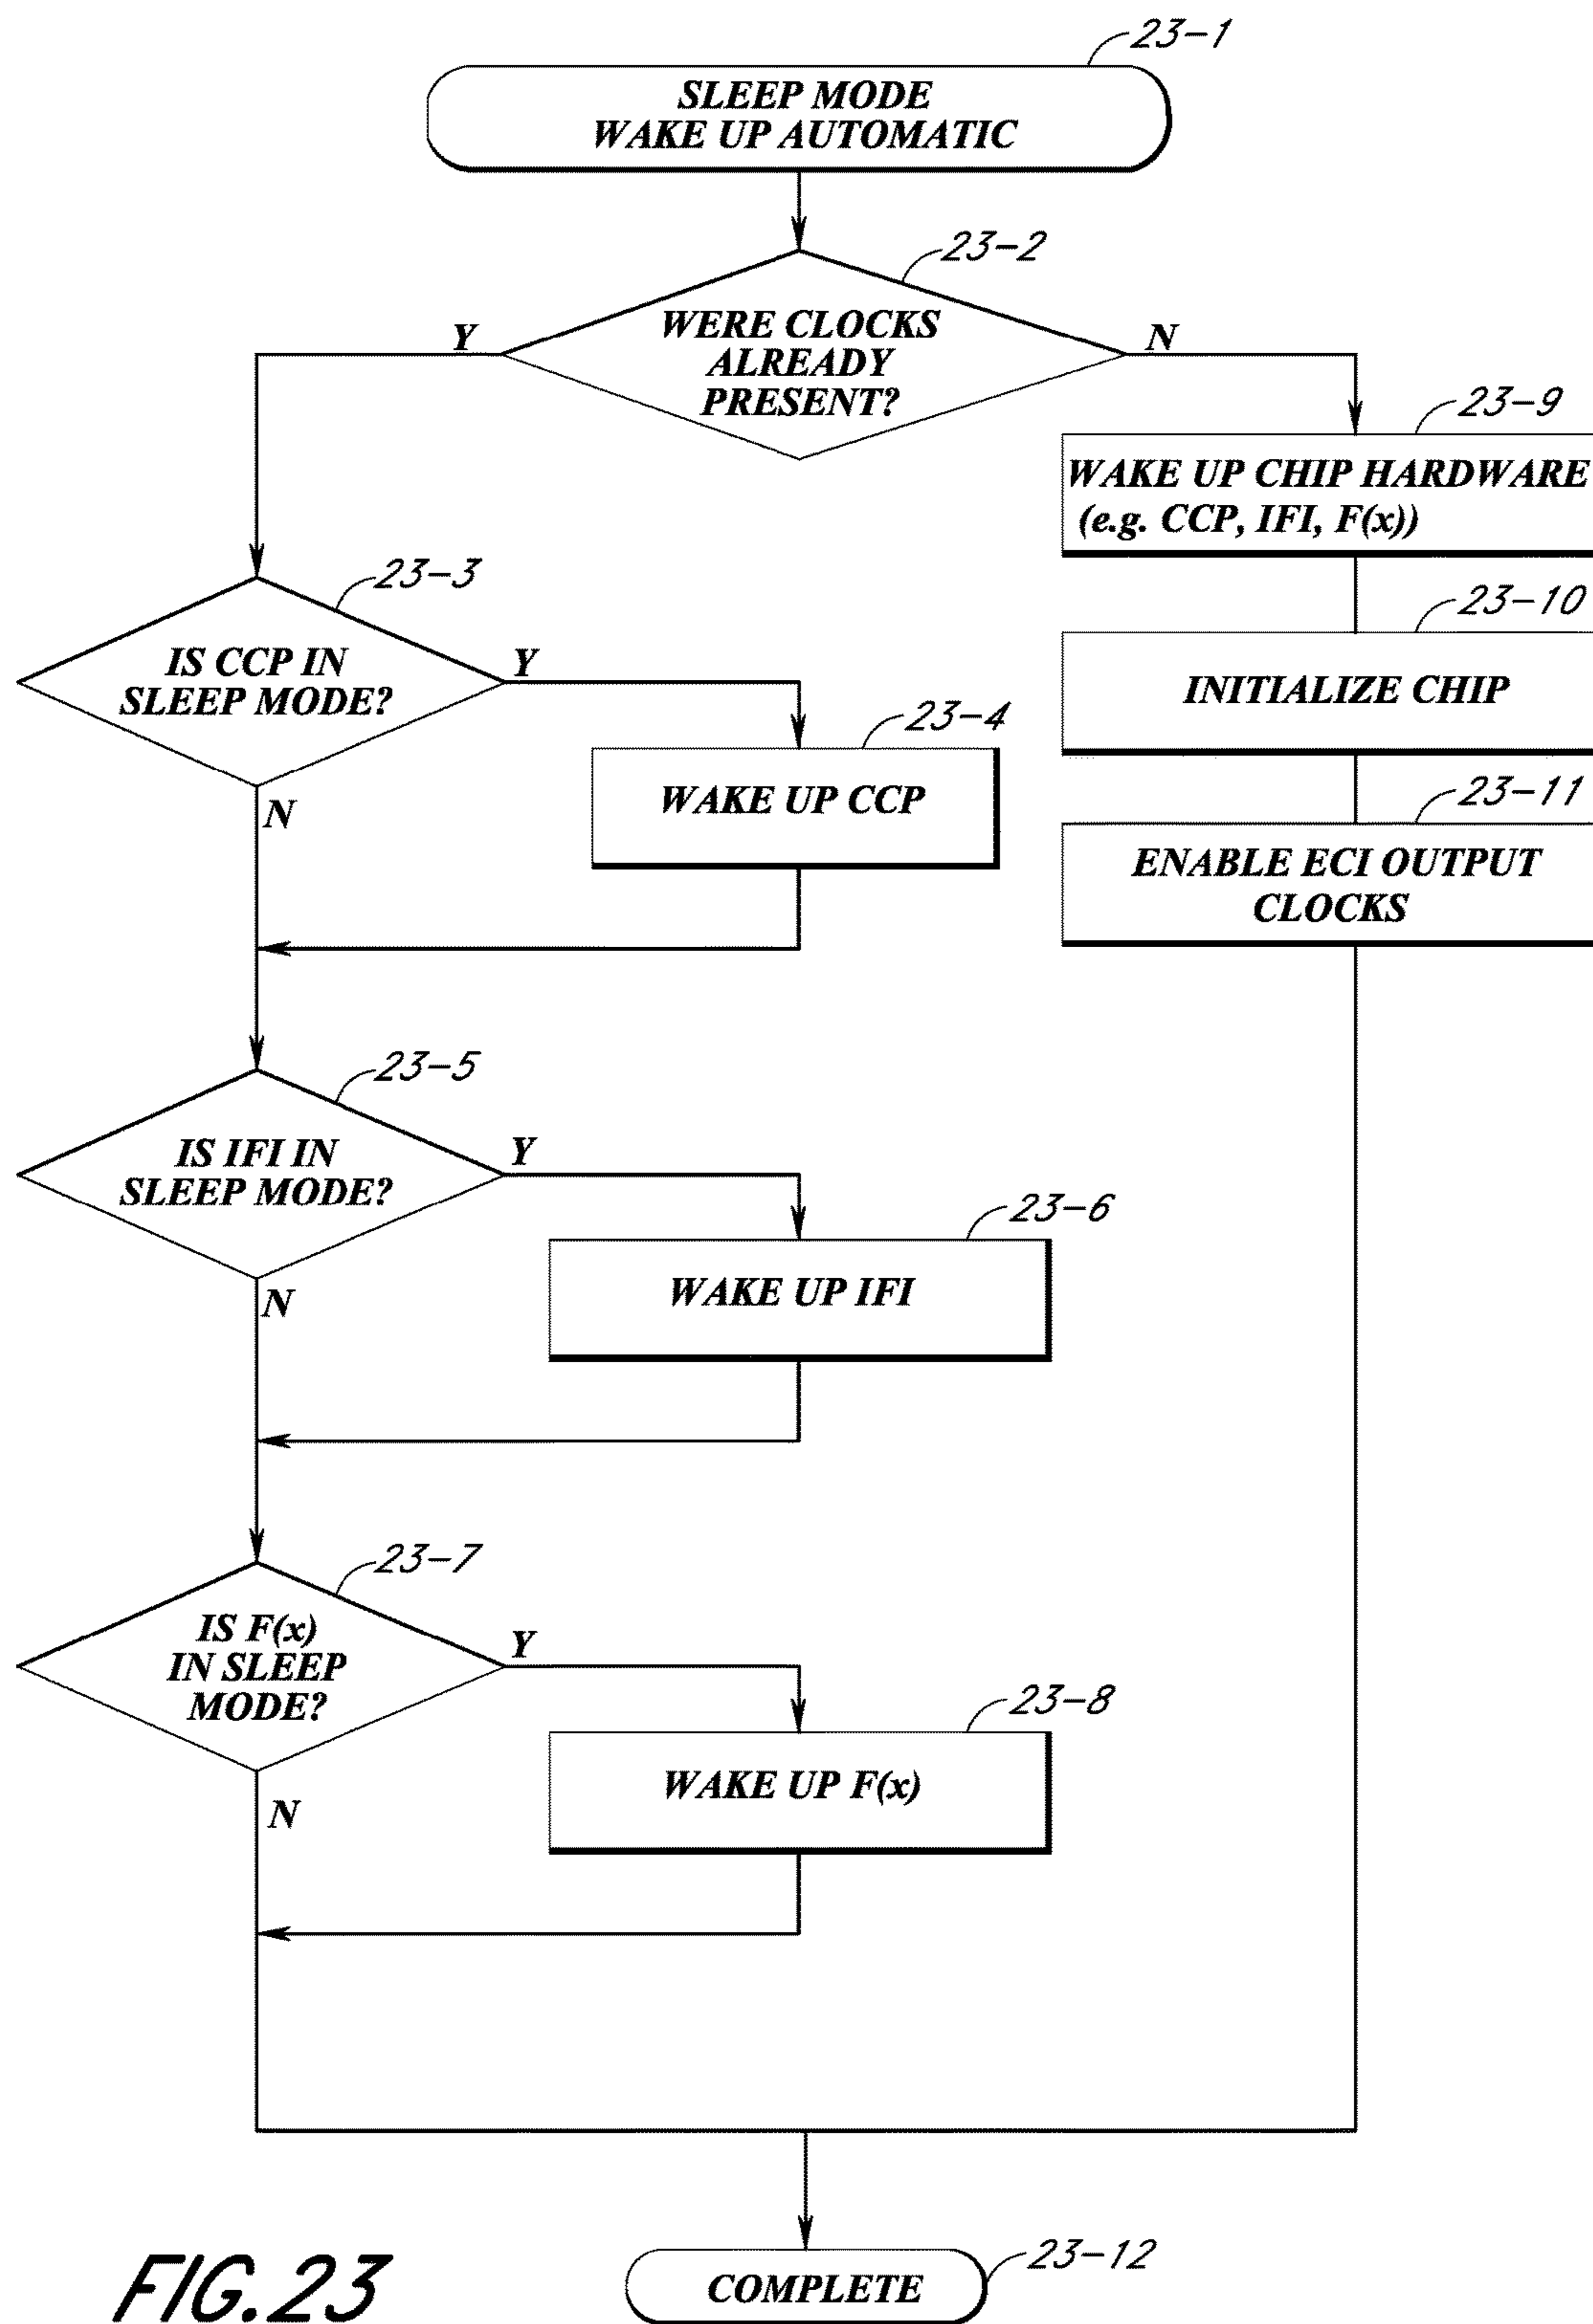 23-1
SLEEP MODE
WAKE UP AUTOMATIC
23-2
WERE CLOCKS
ALREADY
PRESENT?
Y
N
23-9
WAKE UP CHIP HARDWARE
(e.g. CCP, IFI, F(x))
23-3
IS CCP IN
SLEEP MODE?
Y
N
23-10
INITIALIZE CHIP
23-4
WAKE UP CCP
23-11
ENABLE ECI OUTPUT
CLOCKS
23-5
IS IFI IN
SLEEP MODE?
Y
N
23-6
WAKE UP IFI
23-7
IS F(x)
IN SLEEP
MODE?
Y
N
23-8
WAKE UP F(x)
23-12
COMPLETE
FIG.23